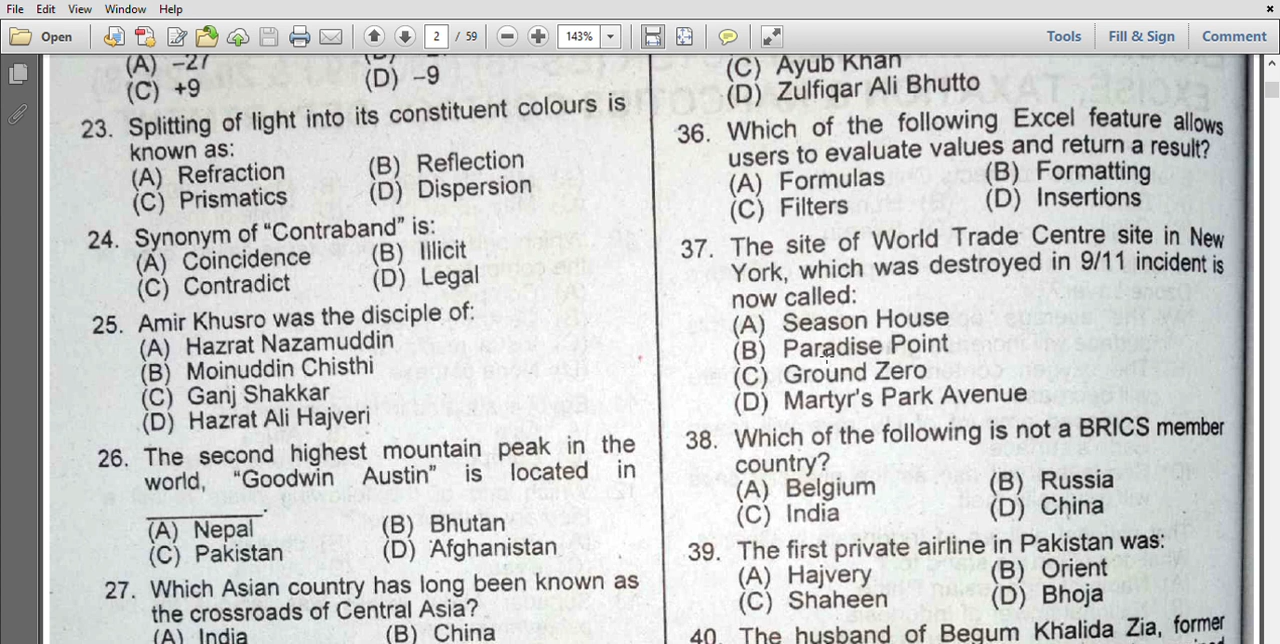 File Edit View Window Help
Open 2 / 59 143% Tools Fill & Sign Comment
(A) -27
(C) +9 (D) -9
23. Splitting of light into its constituent colours is
known as:
(A) Refraction (B) Reflection
(C) Prismatics (D) Dispersion
24. Synonym of "Contraband" is:
(A) Coincidence (B) Illicit
(C) Contradict (D) Legal
25. Amir Khusro was the disciple of:
(A) Hazrat Nazamuddin
(B) Moinuddin Chisthi
(C) Ganj Shakkar
(D) Hazrat Ali Hajveri
26. The second highest mountain peak in the
world, "Goodwin Austin" is located in
________.
(A) Nepal (B) Bhutan
(C) Pakistan (D) Afghanistan
27. Which Asian country has long been known as
the crossroads of Central Asia?
(A) India (B) China
(C) Ayub Khan
(D) Zulfiqar Ali Bhutto
36. Which of the following Excel feature allows
users to evaluate values and return a result?
(A) Formulas (B) Formatting
(C) Filters (D) Insertions
37. The site of World Trade Centre site in New
York, which was destroyed in 9/11 incident is
now called:
(A) Season House
(B) Paradise Point
(C) Ground Zero
(D) Martyr's Park Avenue
38. Which of the following is not a BRICS member
country?
(A) Belgium (B) Russia
(C) India (D) China
39. The first private airline in Pakistan was:
(A) Hajvery (B) Orient
(C) Shaheen (D) Bhoja
40. The husband of Begum Khalida Zia, former